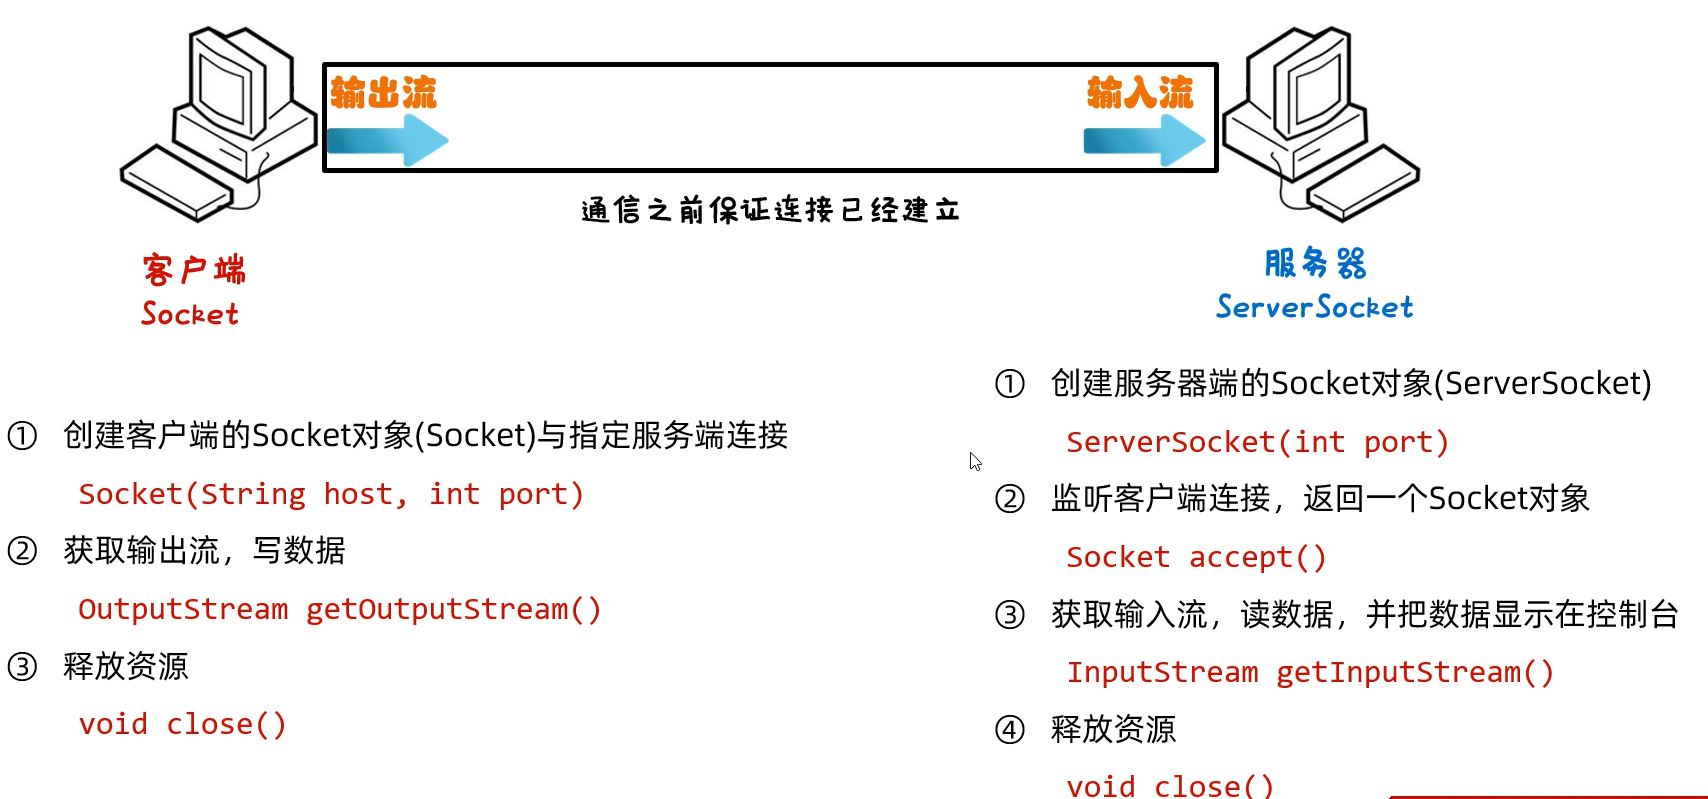 输出流
输入流
通信之前保证连接已经建立
客户端
Socket
服务器
ServerSocket
① 创建客户端的Socket对象(Socket)与指定服务端连接
Socket(String host, int port)
② 获取输出流，写数据
OutputStream getOutputStream()
③ 释放资源
void close()
① 创建服务器端的Socket对象(ServerSocket)
ServerSocket(int port)
② 监听客户端连接，返回一个Socket对象
Socket accept()
③ 获取输入流，读数据，并把数据显示在控制台
InputStream getInputStream()
④ 释放资源
void close()